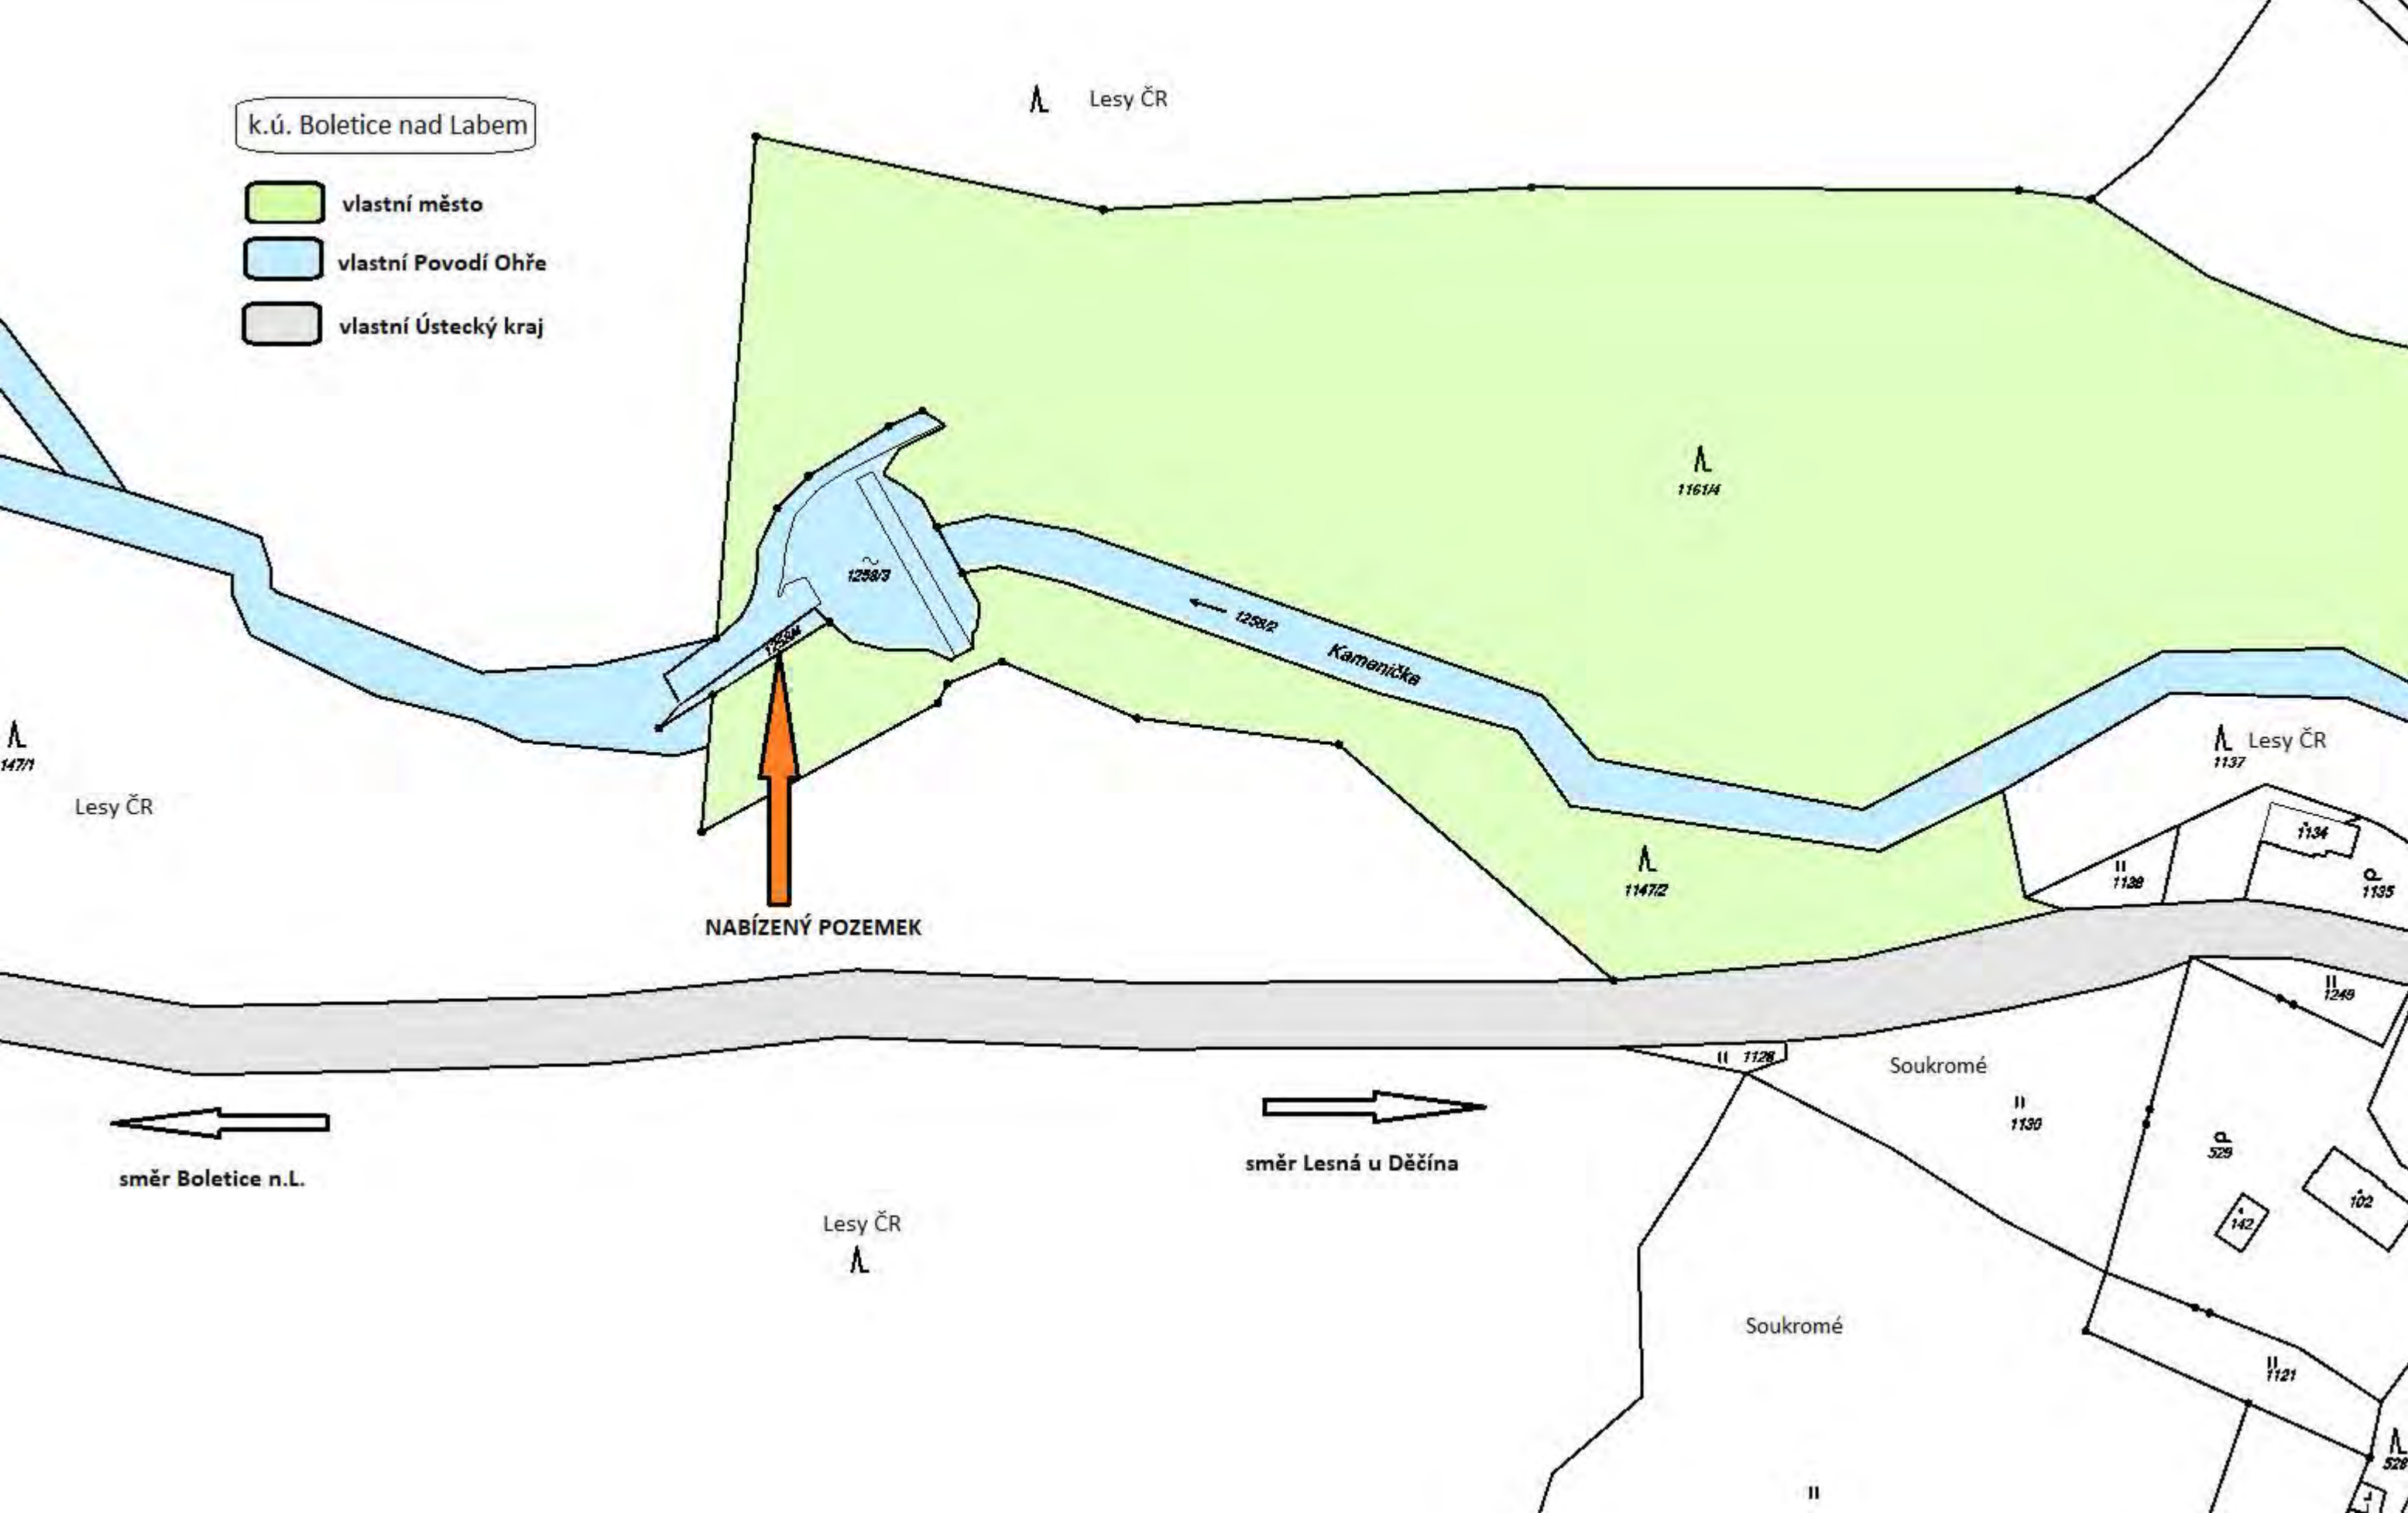 Lesy ČR
k.ú. Boletice nad Labem
vlastní město
vlastní Povodí Ohře
vlastní Ústecký kraj
1161/4
1258/3
1258/2
Kamenička
Lesy ČR
1137
147/1
Lesy ČR
1134
1138
1135
1147/2
NABÍZENÝ POZEMEK
1249
1128
Soukromé
1130
529
směr Boletice n.L.
směr Lesná u Děčína
102
142
Lesy ČR
Soukromé
1121
528